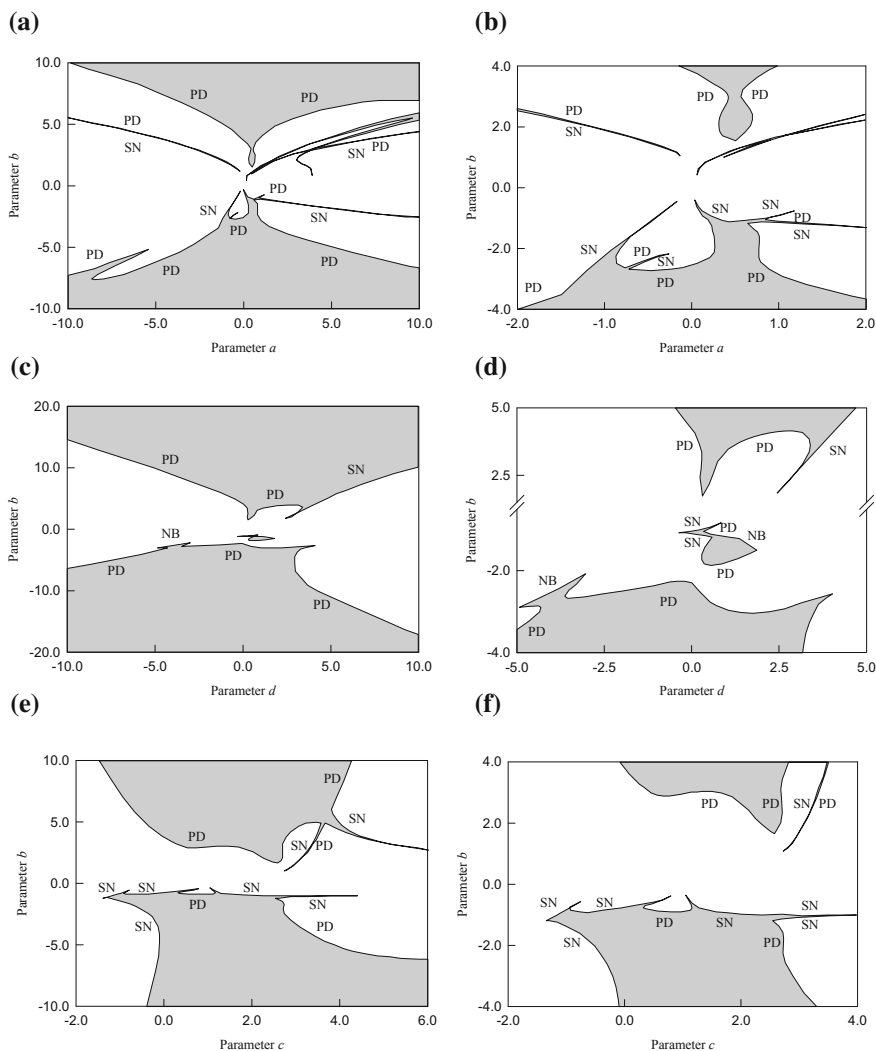 (a)
10.0
PD
PD
PD
5.0
SN
SN
PD
Parameter b
0.0
PD
SN
SN
PD
-5.0
PD
PD
PD
-10.0
-10.0 -5.0 0.0 5.0 10.0
Parameter a
(b)
4.0
PD PD
PD
SN
2.0
Parameter b
0.0
SN SN
PD
SN
SN
PD
SN
-2.0
PD
PD
PD
-4.0
-2.0 -1.0 0.0 1.0 2.0
Parameter a
(c)
20.0
PD
SN
10.0
PD
Parameter b
0.0
NB
PD
PD
-10.0
PD
-20.0
-10.0 -5.0 0.0 5.0 10.0
Parameter d
(d)
5.0
PD PD SN
2.5
Parameter b
SN PD
NB
SN
-2.0
PD
NB
PD
PD
-4.0
-5.0 -2.5 0.0 2.5 5.0
Parameter d
(e)
10.0
PD
SN
5.0
PD
SN PD
Parameter b
0.0
SN SN SN
PD
SN
PD
-5.0
-10.0
-2.0 0.0 2.0 4.0 6.0
Parameter c
(f)
4.0
PD PD SN PD
2.0
Parameter b
0.0
SN SN SN
PD SN SN
SN PD
-2.0
-4.0
-2.0 0.0 2.0 4.0
Parameter c